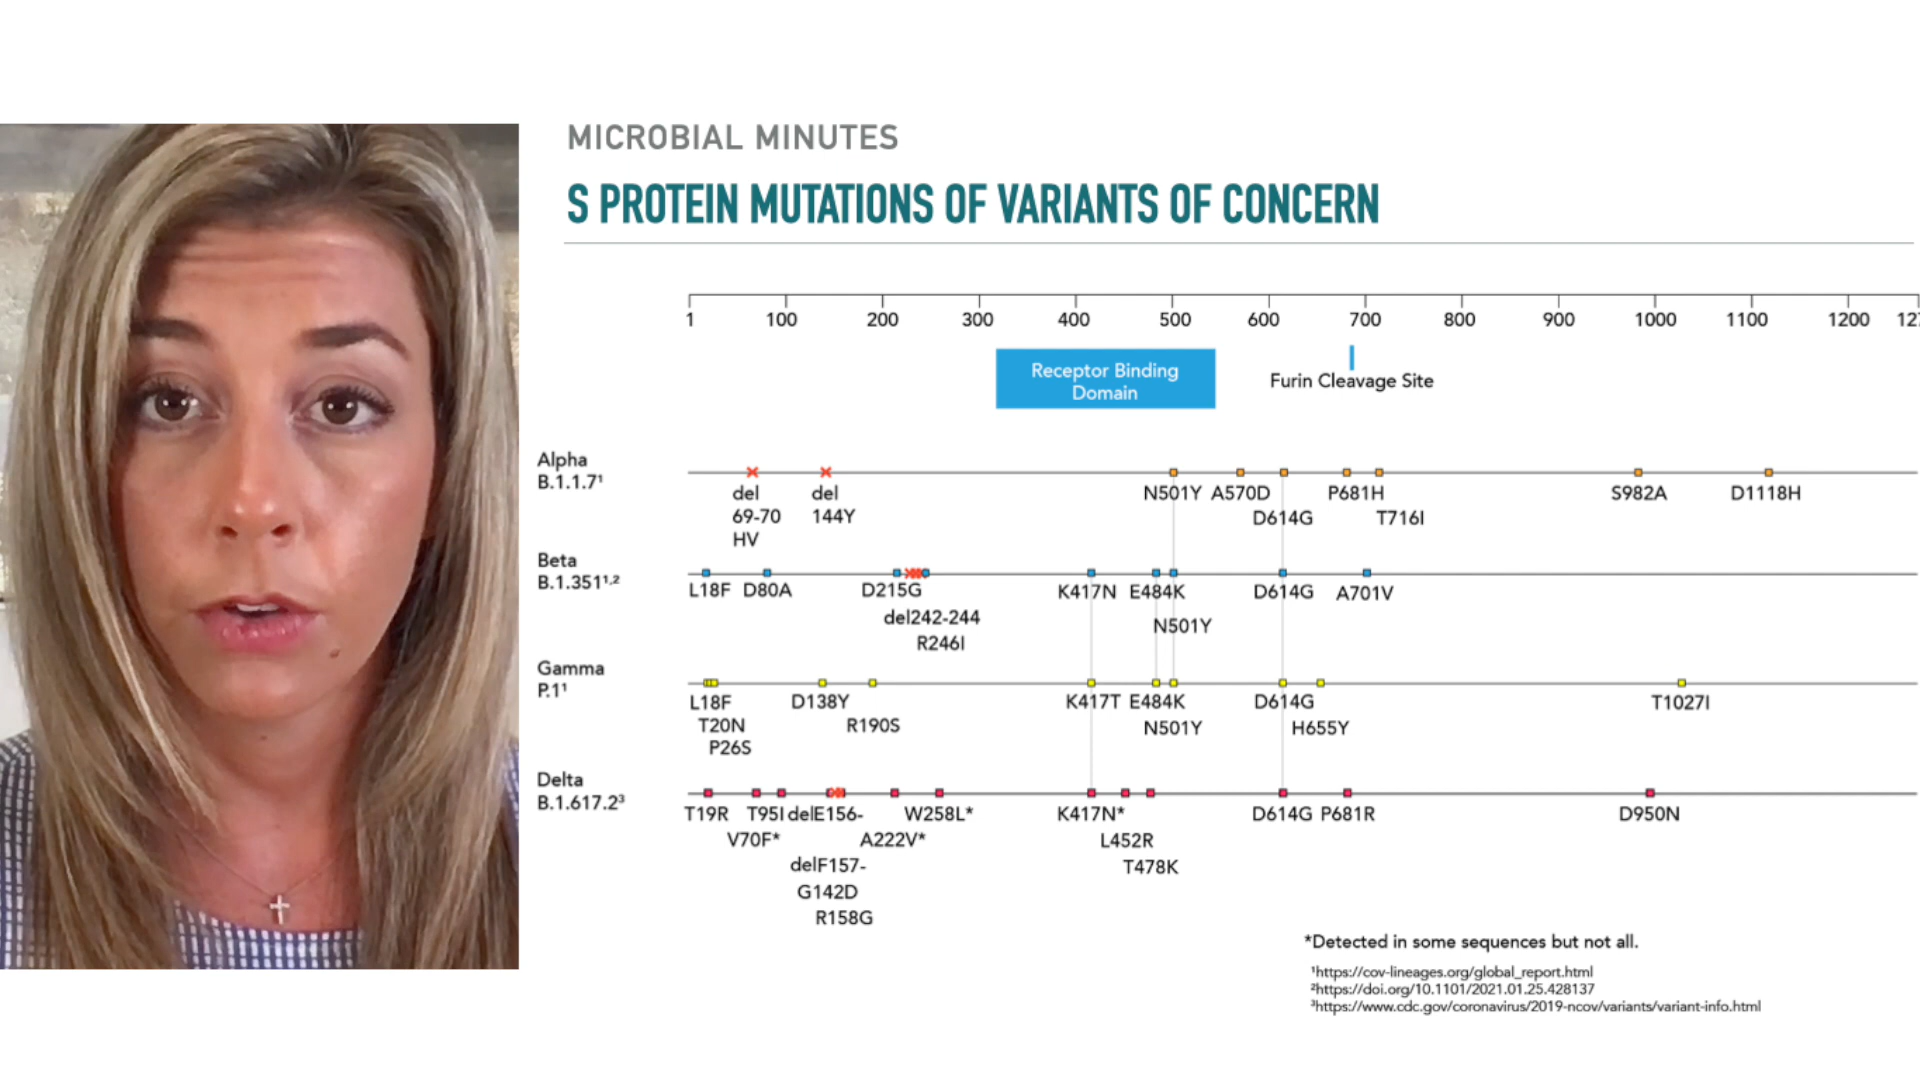 MICROBIAL MINUTES
S PROTEIN MUTATIONS OF VARIANTS OF CONCERN
1 100 200 300 400 500 600 700 800 900 1000 1100 1200 127
Receptor Binding
Domain
Furin Cleavage Site
Alpha
B.1.1.7¹
del
69-70
HV
del
144Y
N501Y A570D P681H S982A D1118H
D614G T716I
Beta
B.1.351¹,²
L18F D80A D215G K417N E484K D614G A701V
del242-244
N501Y
R246I
Gamma
P.1¹
L18F D138Y K417T E484K D614G T1027I
T20N R190S N501Y H655Y
P26S
Delta
B.1.617.2³
T19R T95I delE156- W258L* K417N* D614G P681R D950N
V70F* A222V* L452R
delF157- T478K
G142D
R158G
*Detected in some sequences but not all.
¹https://cov-lineages.org/global_report.html
²https://doi.org/10.1101/2021.01.25.428137
³https://www.cdc.gov/coronavirus/2019-ncov/variants/variant-info.html